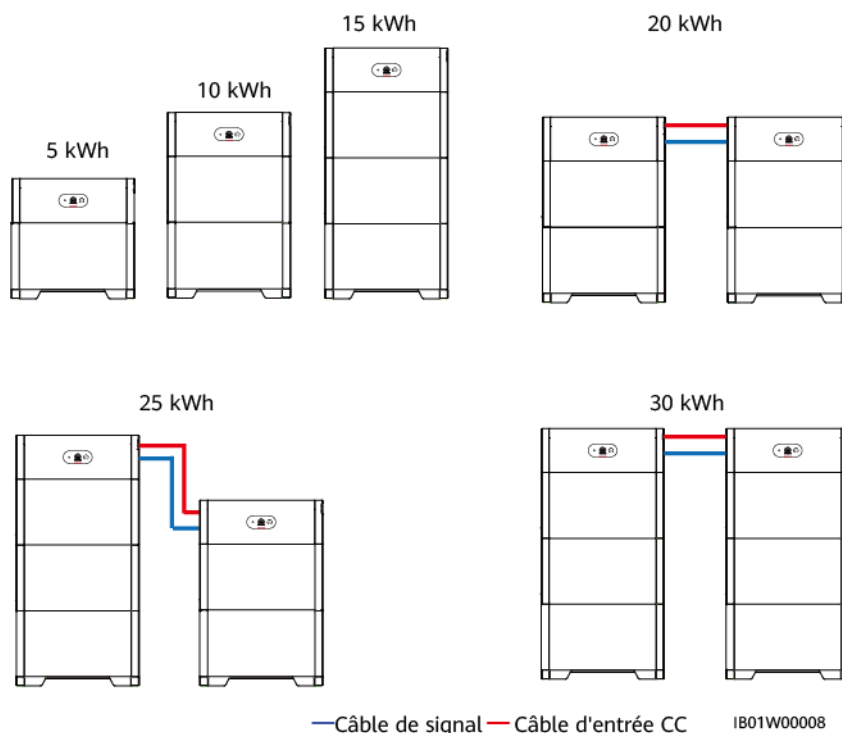 15 kWh
20 kWh
10 kWh
5 kWh
25 kWh
30 kWh
Câble de signal
Câble d'entrée CC
IB01W00008